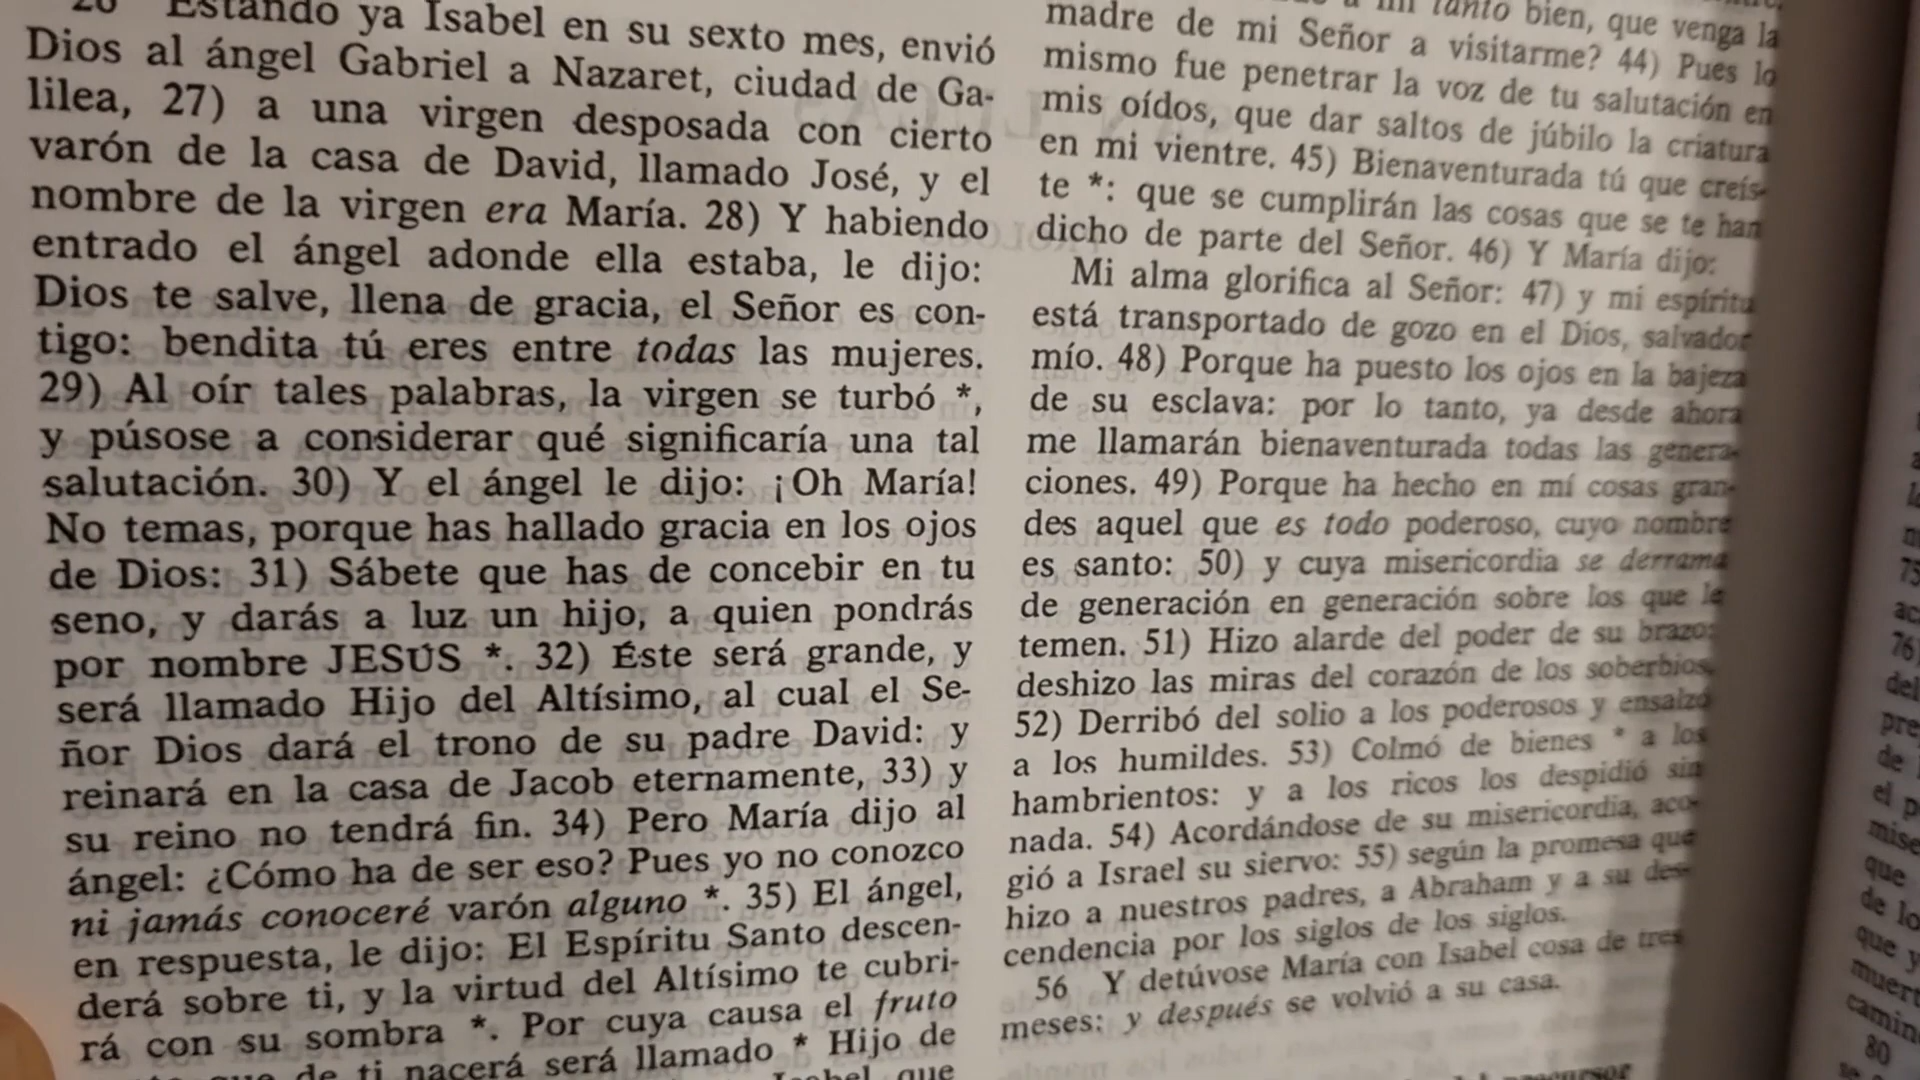 26 Estando ya Isabel en su sexto mes, envió
Dios al ángel Gabriel a Nazaret, ciudad de Ga-
lilea, 27) a una virgen desposada con cierto
varón de la casa de David, llamado José, y el
nombre de la virgen era María. 28) Y habiendo
entrado el ángel adonde ella estaba, le dijo:
Dios te salve, llena de gracia, el Señor es con-
tigo: bendita tú eres entre todas las mujeres.
29) Al oír tales palabras, la virgen se turbó *,
y púsose a considerar qué significaría una tal
salutación. 30) Y el ángel le dijo: ¡Oh María!
No temas, porque has hallado gracia en los ojos
de Dios: 31) Sábete que has de concebir en tu
seno, y darás a luz un hijo, a quien pondrás
por nombre JESÚS *. 32) Éste será grande, y
será llamado Hijo del Altísimo, al cual el Se-
ñor Dios dará el trono de su padre David: y
reinará en la casa de Jacob eternamente, 33) y
su reino no tendrá fin. 34) Pero María dijo al
ángel: ¿Cómo ha de ser eso? Pues yo no conozco
ni jamás conoceré varón alguno *. 35) El ángel,
en respuesta, le dijo: El Espíritu Santo descen-
derá sobre ti, y la virtud del Altísimo te cubri-
rá con su sombra *. Por cuya causa el fruto
de ti nacerá será llamado * Hijo de
que
tanto bien, que venga la
madre de mi Señor a visitarme? 44) Pues lo
mismo fue penetrar la voz de tu salutación en
mis oídos, que dar saltos de júbilo la criatura
en mi vientre. 45) Bienaventurada tú que creís-
te *: que se cumplirán las cosas que se te han
dicho de parte del Señor. 46) Y María dijo:
Mi alma glorifica al Señor: 47) y mi espíritu
está transportado de gozo en el Dios, salvador
mío. 48) Porque ha puesto los ojos en la bajeza
de su esclava: por lo tanto, ya desde ahora
me llamarán bienaventurada todas las genera-
ciones. 49) Porque ha hecho en mí cosas gran-
des aquel que es todo poderoso, cuyo nombre
es santo: 50) y cuya misericordia se derrama
de generación en generación sobre los que le
temen. 51) Hizo alarde del poder de su brazo:
deshizo las miras del corazón de los soberbios.
52) Derribó del solio a los poderosos y ensalzó
a los humildes. 53) Colmó de bienes * a los
hambrientos: y a los ricos los despidió sin
nada. 54) Acordándose de su misericordia, aco-
gió a Israel su siervo: 55) según la promesa que
hizo a nuestros padres, a Abraham y a su des-
cendencia por los siglos de los siglos.
56 Y detúvose María con Isabel cosa de tres
meses: y después se volvió a su casa.
75
76)
del
de
el
que
de lo
que y
80